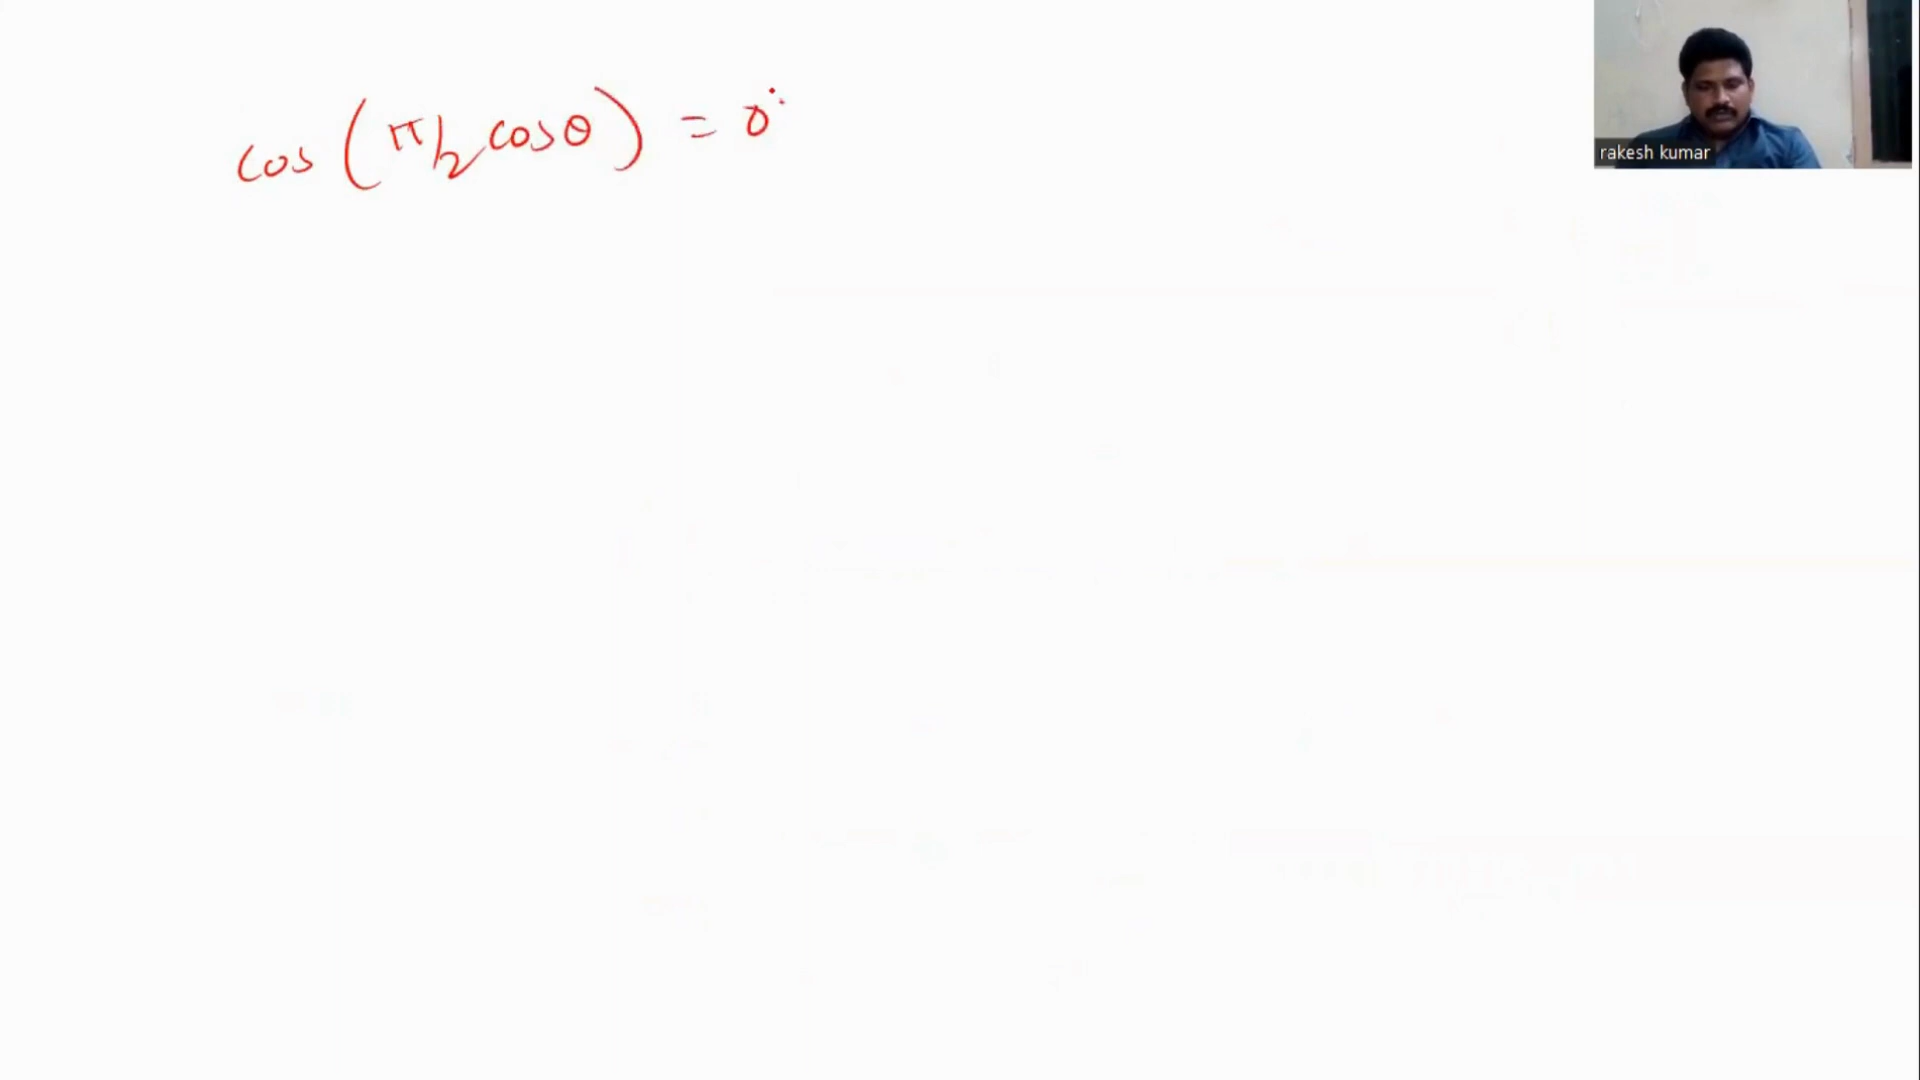 cos (π/2 cosθ) = 0
rakesh kumar